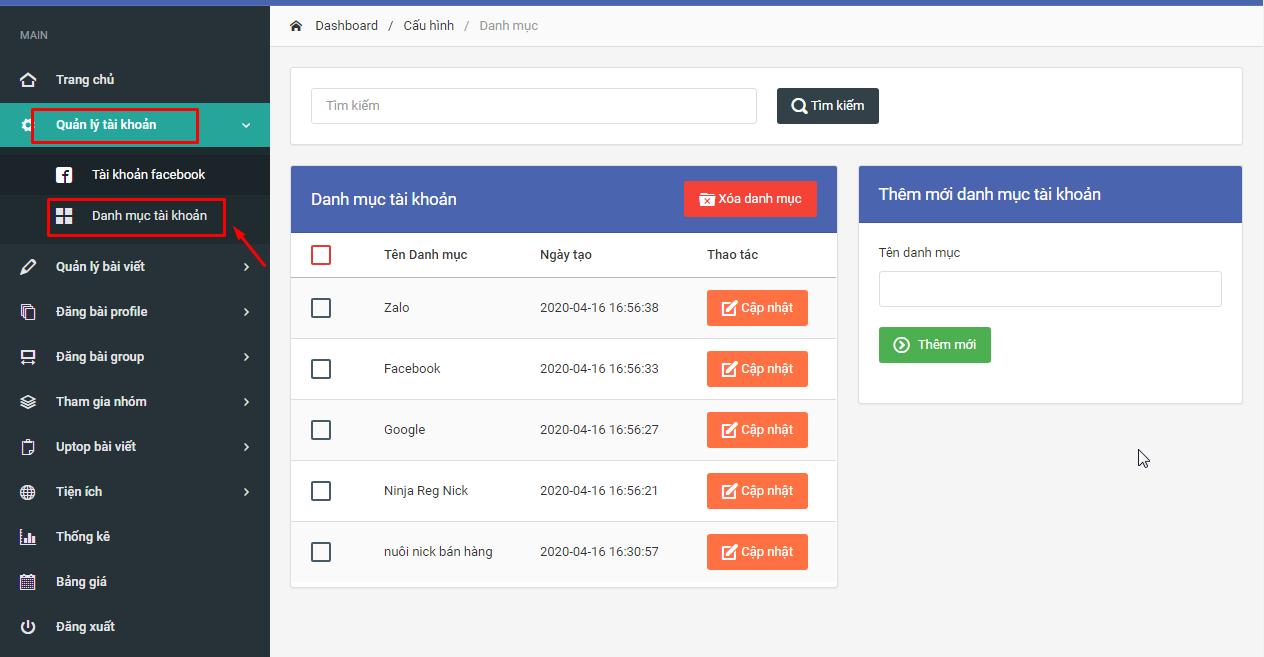 MAIN
Trang chủ
Quản lý tài khoản
Tài khoản facebook
Danh mục tài khoản
Quản lý bài viết
Đăng bài profile
Đăng bài group
Tham gia nhóm
Uptop bài viết
Tiện ích
Thống kê
Bảng giá
Đăng xuất
Dashboard / Cấu hình / Danh mục
Tìm kiếm Tìm kiếm
Danh mục tài khoản Xóa danh mục
Tên Danh mục Ngày tạo Thao tác
Zalo 2020-04-16 16:56:38 Cập nhật
Facebook 2020-04-16 16:56:33 Cập nhật
Google 2020-04-16 16:56:27 Cập nhật
Ninja Reg Nick 2020-04-16 16:56:21 Cập nhật
nuôi nick bán hàng 2020-04-16 16:30:57 Cập nhật
Thêm mới danh mục tài khoản
Tên danh mục
Thêm mới